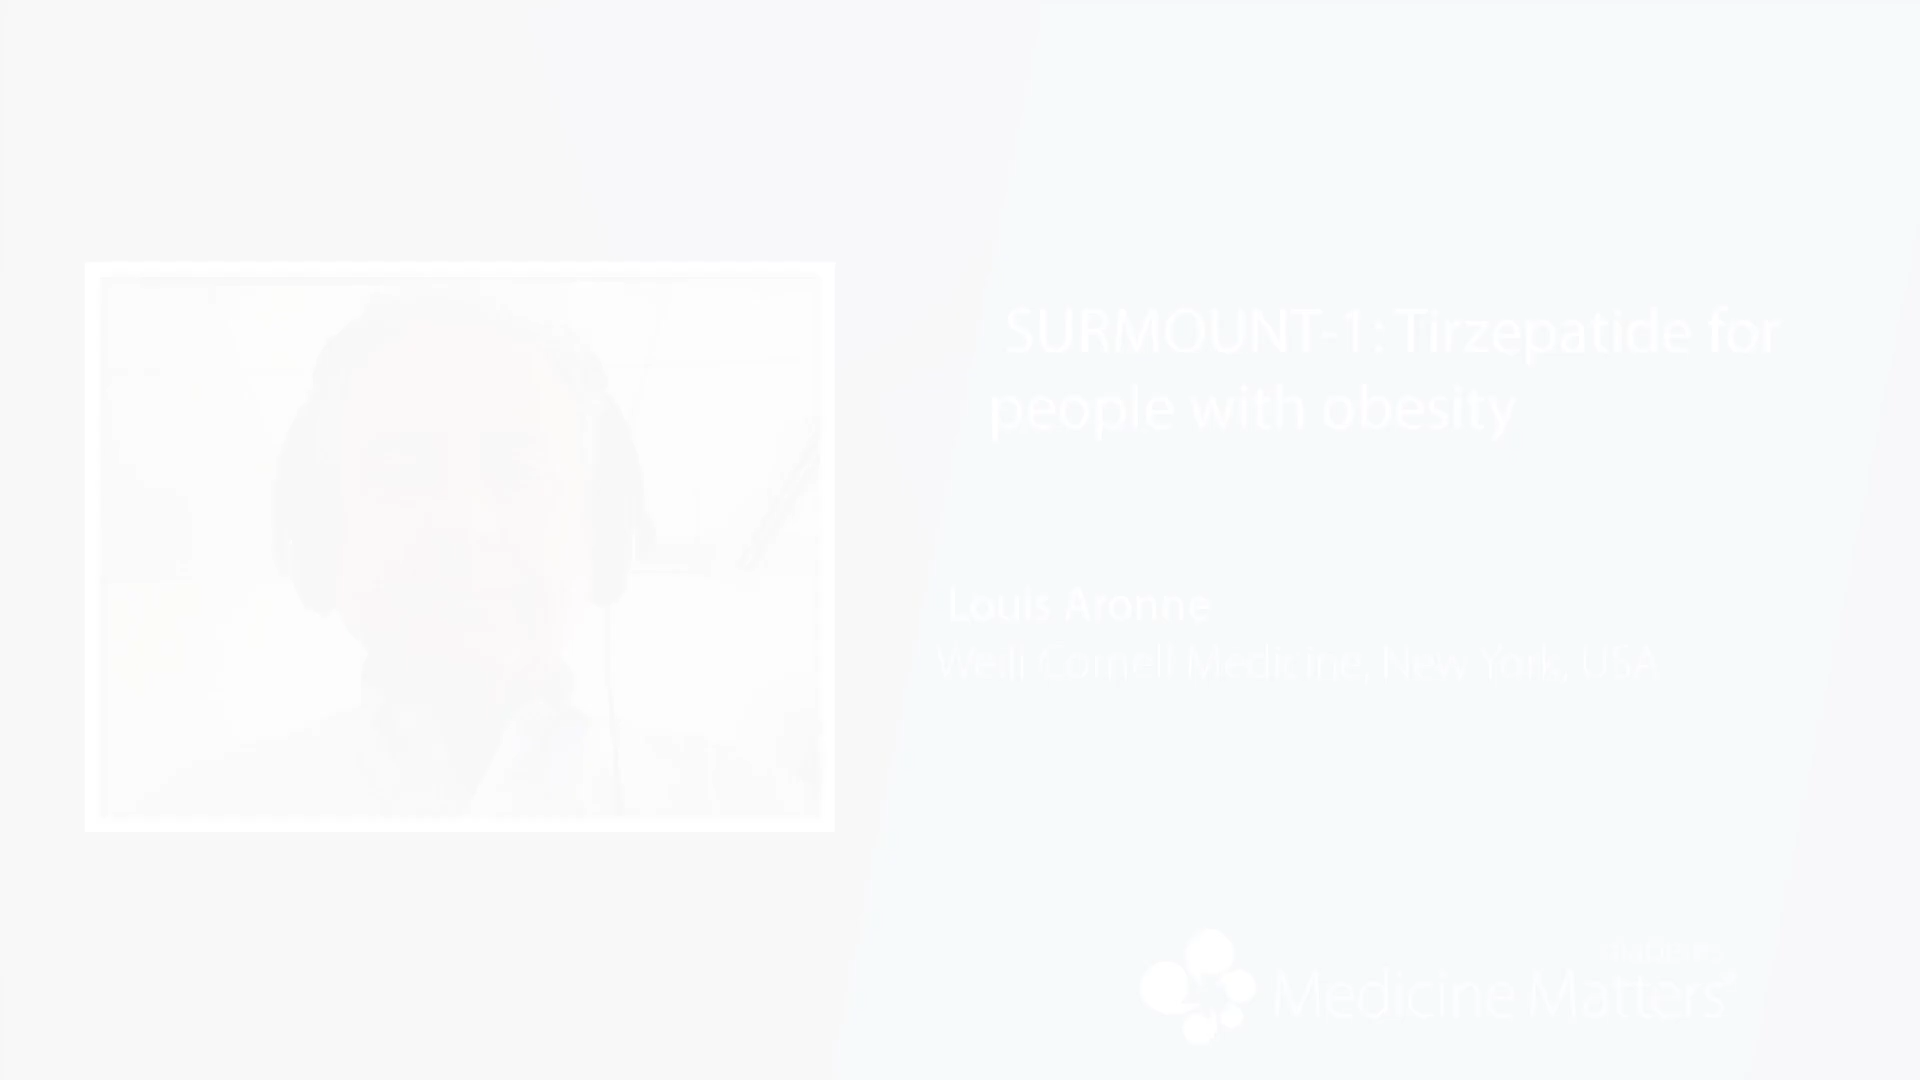 SURMOUNT-1: Tirzepatide for
people with obesity
Louis Aronne
Weill Cornell Medicine, New York, USA
diabetes
Medicine Matters